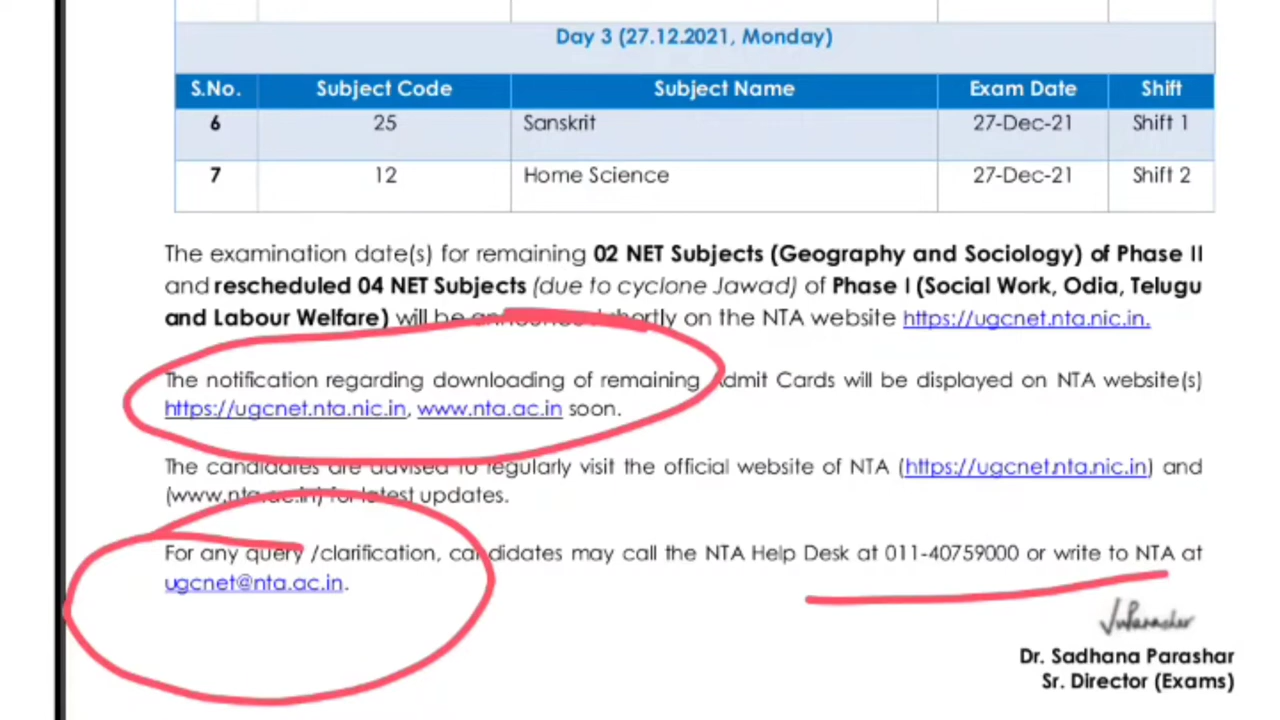 Day 3 (27.12.2021, Monday)
S.No. Subject Code Subject Name Exam Date Shift
6 25 Sanskrit 27-Dec-21 Shift 1
7 12 Home Science 27-Dec-21 Shift 2
The examination date(s) for remaining 02 NET Subjects (Geography and Sociology) of Phase II
and rescheduled 04 NET Subjects (due to cyclone Jawad) of Phase I (Social Work, Odia, Telugu
and Labour Welfare) will be announced shortly on the NTA website https://ugcnet.nta.nic.in.
The notification regarding downloading of remaining Admit Cards will be displayed on NTA website(s)
https://ugcnet.nta.nic.in, www.nta.ac.in soon.
The candidates are advised to regularly visit the official website of NTA (https://ugcnet.nta.nic.in) and
(www.nta.ac.in) for latest updates.
For any query /clarification, candidates may call the NTA Help Desk at 011-40759000 or write to NTA at
ugcnet@nta.ac.in.
Dr. Sadhana Parashar
Sr. Director (Exams)